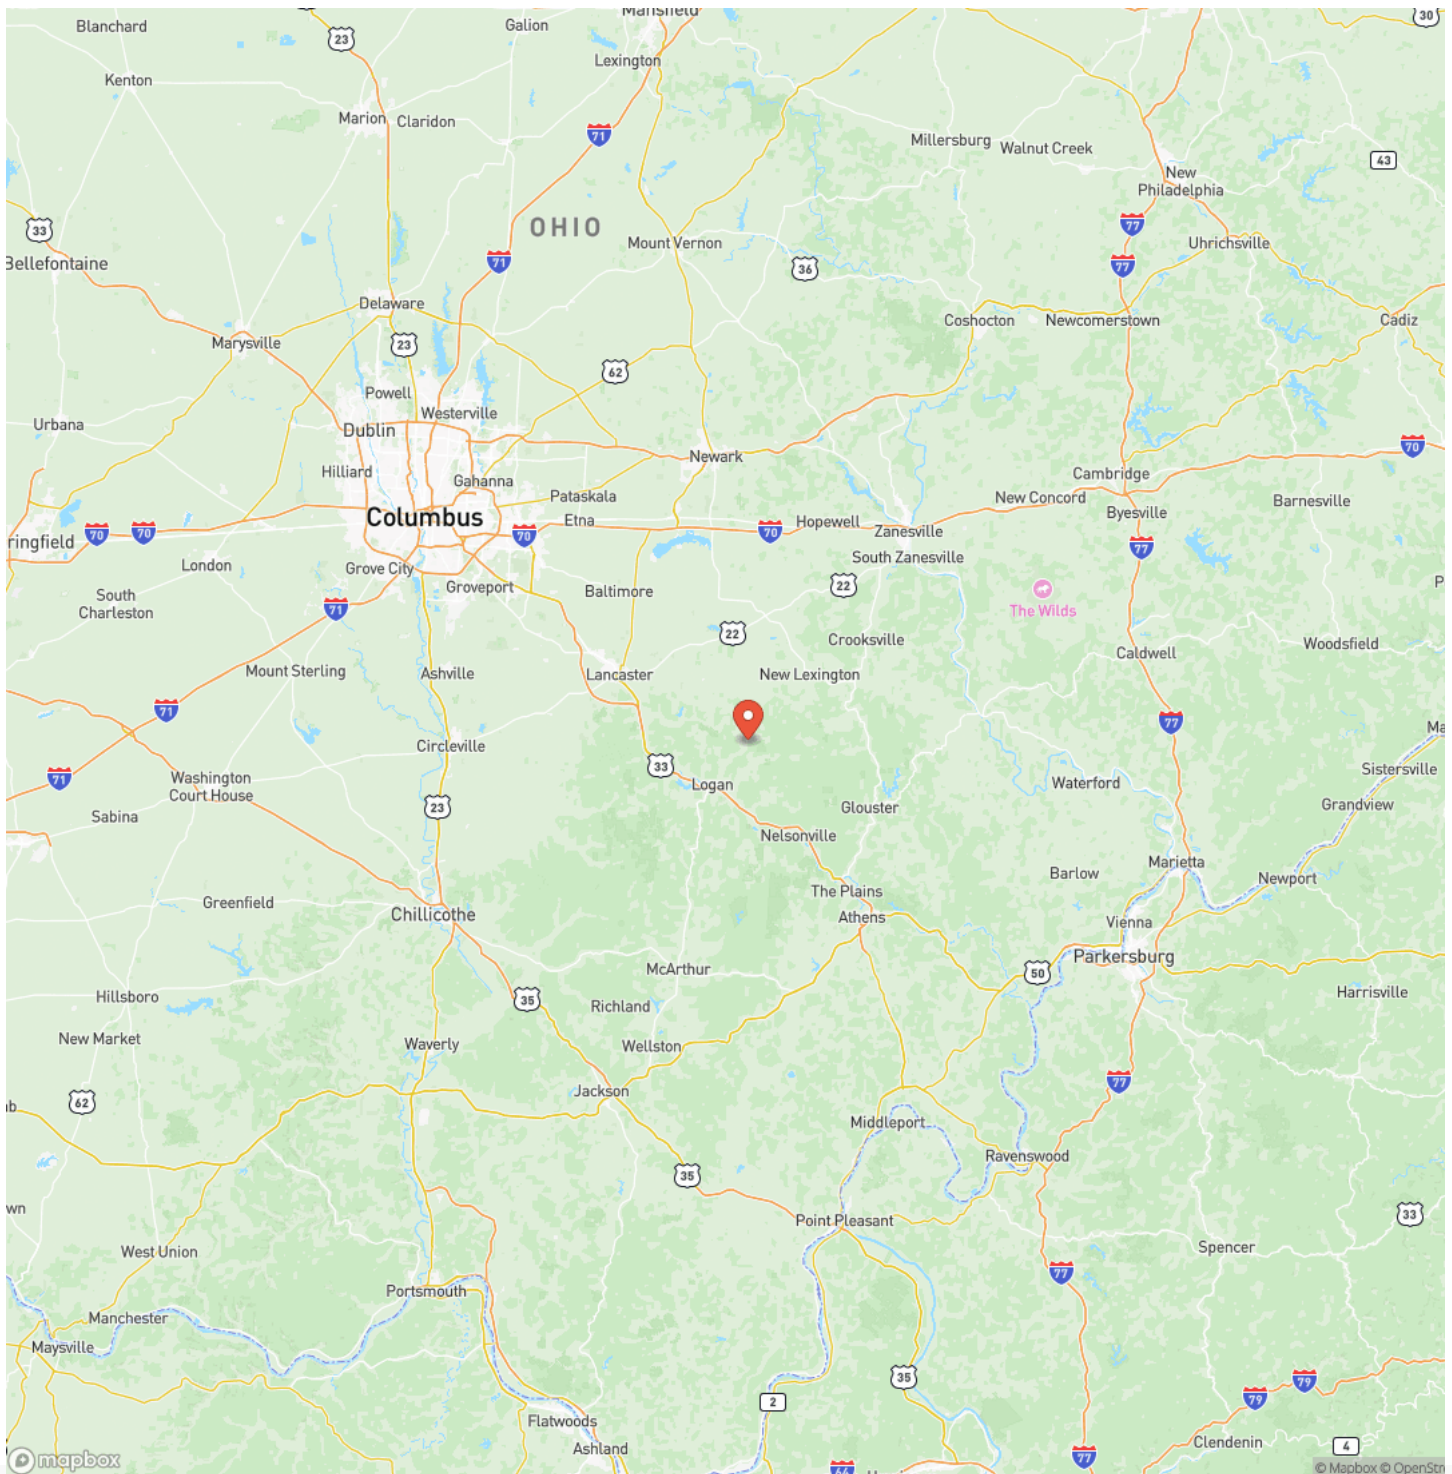 Mansfield
Blanchard
Galion
30
23
Kenton
Lexington
Marion
Claridon
71
Millersburg
Walnut Creek
43
New
Philadelphia
33
OHIO
77
Mount Vernon
Uhrichsville
Bellefontaine
71
36
77
Delaware
Coshocton
Newcomerstown
Cadiz
Marysville
23
62
Powell
Westerville
Urbana
Dublin
Newark
70
Hilliard
Gahanna
Cambridge
Pataskala
New Concord
Barnesville
Columbus
Etna
Hopewell
Byesville
70
70
70
70
Zanesville
ringfield
77
London
Grove City
South Zanesville
Groveport
Baltimore
22
P
South
Charleston
71
The Wilds
22
Crooksville
Woodsfield
Caldwell
Mount Sterling
Ashville
Lancaster
New Lexington
71
77
Ma
Circleville
33
Sistersville
71
Washington
Court House
Logan
Waterford
23
Glouster
Grandview
Sabina
Nelsonville
Marietta
Barlow
Newport
The Plains
Greenfield
Chillicothe
Athens
Vienna
Parkersburg
McArthur
50
Hillsboro
35
Richland
Harrisville
New Market
Waverly
Wellston
77
Jackson
62
ab
Middleport
Ravenswood
35
wn
Point Pleasant
33
West Union
Spencer
77
Portsmouth
Manchester
Maysville
35
79
79
2
Flatwoods
Ashland
Clendenin
4
77
mapbox
64
© Mapbox © OpenStre